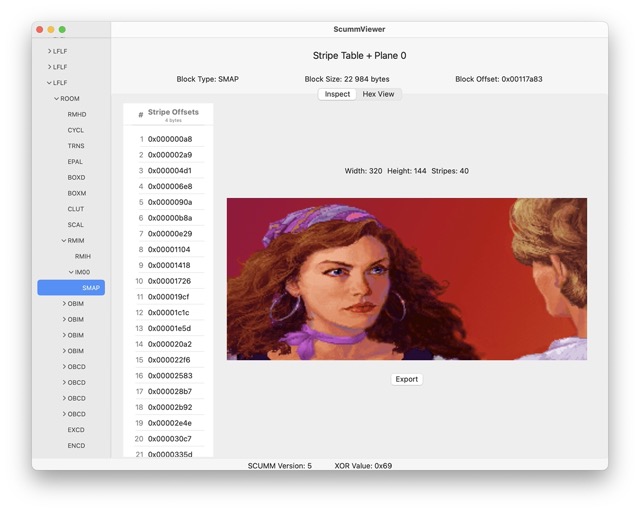 ScummViewer
LFLF
LFLF
LFLF
ROOM
RMHD
CYCL
TRNS
EPAL
BOXD
BOXM
CLUT
SCAL
RMIM
RMIH
IM00
SMAP
OBIM
OBIM
OBIM
OBIM
OBCD
OBCD
OBCD
OBCD
EXCD
ENCD
Stripe Table + Plane 0
Block Type: SMAP Block Size: 22 984 bytes Block Offset: 0x00117a83
Inspect Hex View
# Stripe Offsets
4 bytes
1 0x000000a8
2 0x000002a9
3 0x000004d1
4 0x000006e8
5 0x0000090a
6 0x00000b8a
7 0x00000e29
8 0x00001104
9 0x00001418
10 0x00001726
11 0x000019cf
12 0x00001c1c
13 0x00001e5d
14 0x000020a2
15 0x000022f6
16 0x00002583
17 0x000028b7
18 0x00002b92
19 0x00002e4e
20 0x000030c7
21 0x0000335d
Width: 320 Height: 144 Stripes: 40
Export
SCUMM Version: 5 XOR Value: 0x69